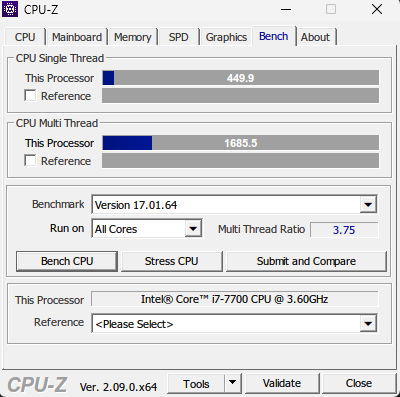 CPU-Z
CPU Mainboard Memory SPD Graphics Bench About
CPU Single Thread
This Processor 449.9
Reference
CPU Multi Thread
This Processor 1685.5
Reference
Benchmark Version 17.01.64
Run on All Cores Multi Thread Ratio 3.75
Bench CPU Stress CPU Submit and Compare
This Processor Intel® Core™ i7-7700 CPU @ 3.60GHz
Reference <Please Select>
CPU-Z Ver. 2.09.0.x64 Tools Validate Close